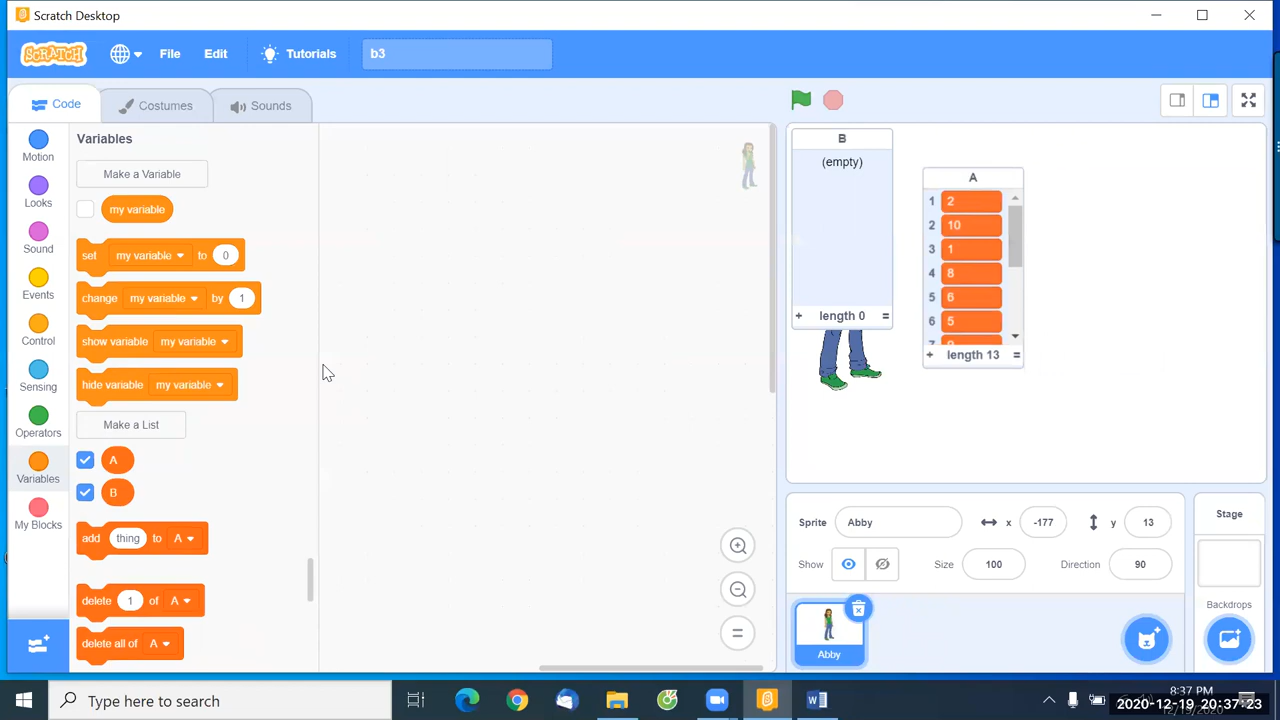 Scratch Desktop
SCRATCH File Edit Tutorials b3
Code Costumes Sounds
Motion
Looks
Sound
Events
Control
Sensing
Operators
Variables
My Blocks
Variables
Make a Variable
my variable
set my variable to 0
change my variable by 1
show variable my variable
hide variable my variable
Make a List
A
B
add thing to A
delete 1 of A
delete all of A
B
(empty)
+ length 0 =
A
1 2
2 10
3 1
4 8
5 6
6 5
+ length 13 =
Sprite Abby x -177 y 13
Show Size 100 Direction 90
Abby
Stage
Backdrops
Type here to search
8:37 PM
2020-12-19 20:37:23